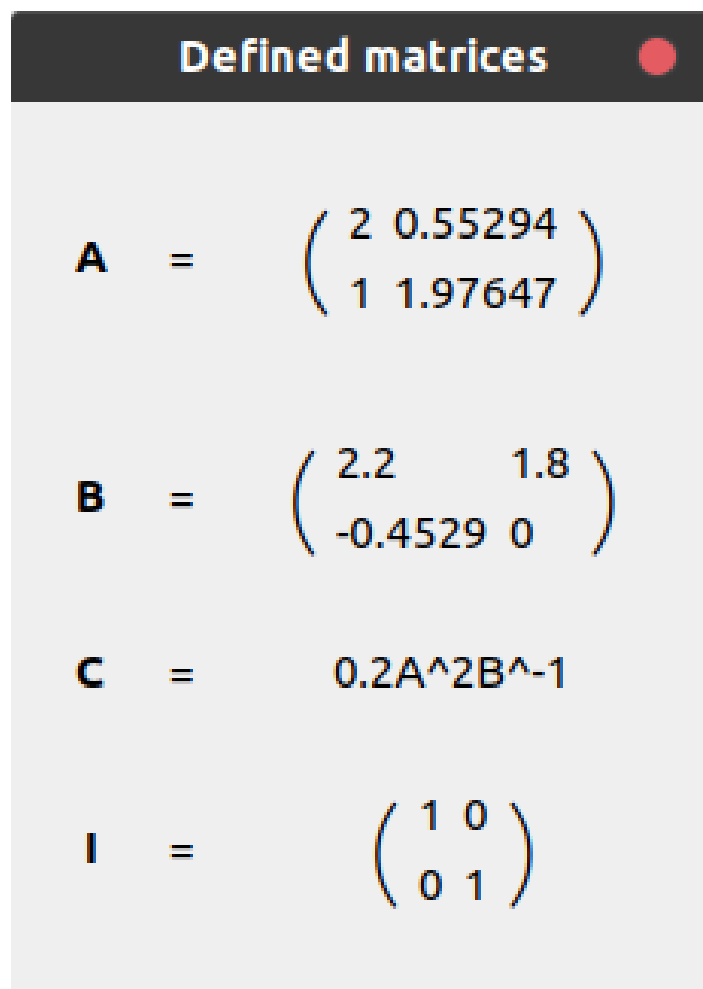 Defined matrices
A = ( 2 0.55294
1 1.97647 )
B = ( 2.2 1.8
-0.4529 0 )
C = 0.2A^2B^-1
I = ( 1 0
0 1 )